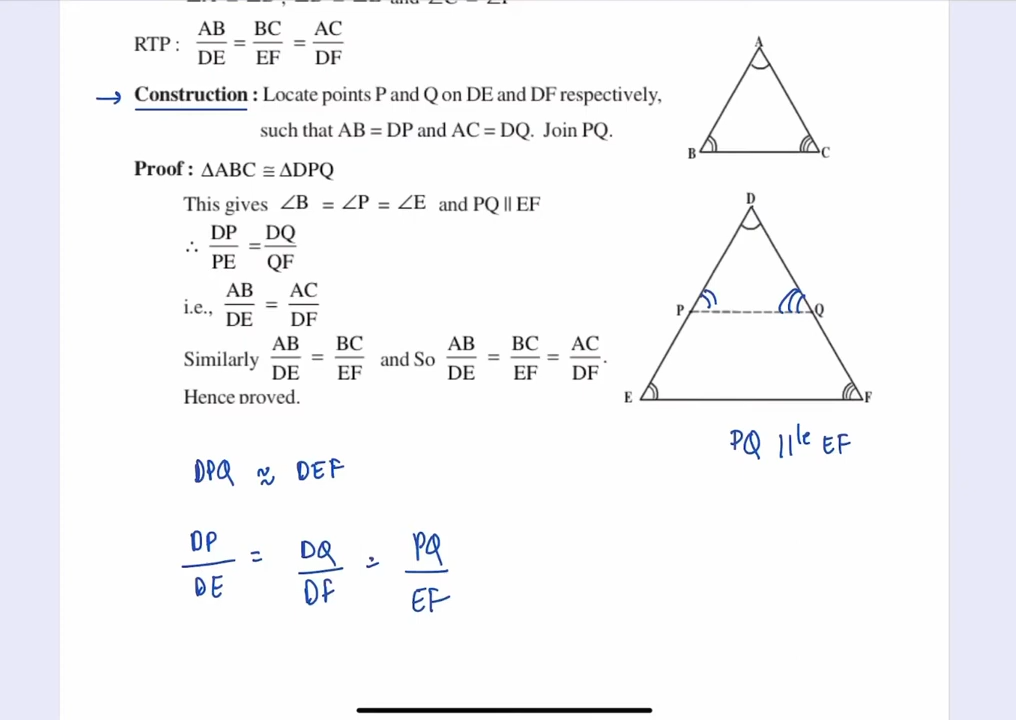 RTP : AB/DE = BC/EF = AC/DF
→ Construction : Locate points P and Q on DE and DF respectively,
such that AB = DP and AC = DQ. Join PQ.
Proof : ΔABC ≅ ΔDPQ
This gives ∠B = ∠P = ∠E and PQ || EF
∴ DP/PE = DQ/QF
i.e., AB/DE = AC/DF
Similarly AB/DE = BC/EF and So AB/DE = BC/EF = AC/DF.
Hence proved.
A
B
C
D
P
Q
E
F
PQ ||le EF
DPQ ≈ DEF
DP/DE = DQ/DF = PQ/EF